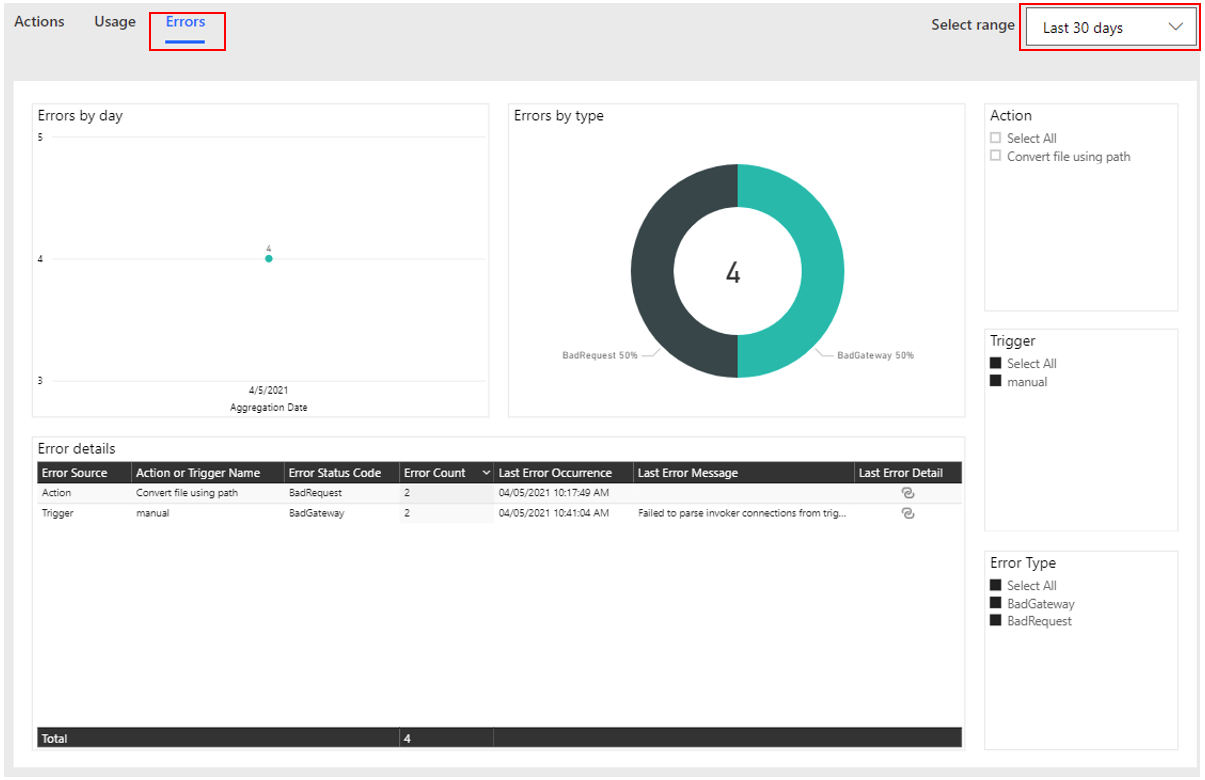 Actions Usage Errors Select range Last 30 days
Errors by day
5
4
4
3
4/5/2021
Aggregation Date
Errors by type
4
BadRequest 50%
BadGateway 50%
Action
Select All
Convert file using path
Trigger
Select All
manual
Error Type
Select All
BadGateway
BadRequest
Error details
Error Source Action or Trigger Name Error Status Code Error Count Last Error Occurrence Last Error Message Last Error Detail
Action Convert file using path BadRequest 2 04/05/2021 10:17:49 AM
Trigger manual BadGateway 2 04/05/2021 10:41:04 AM Failed to parse invoker connections from trig...
Total 4